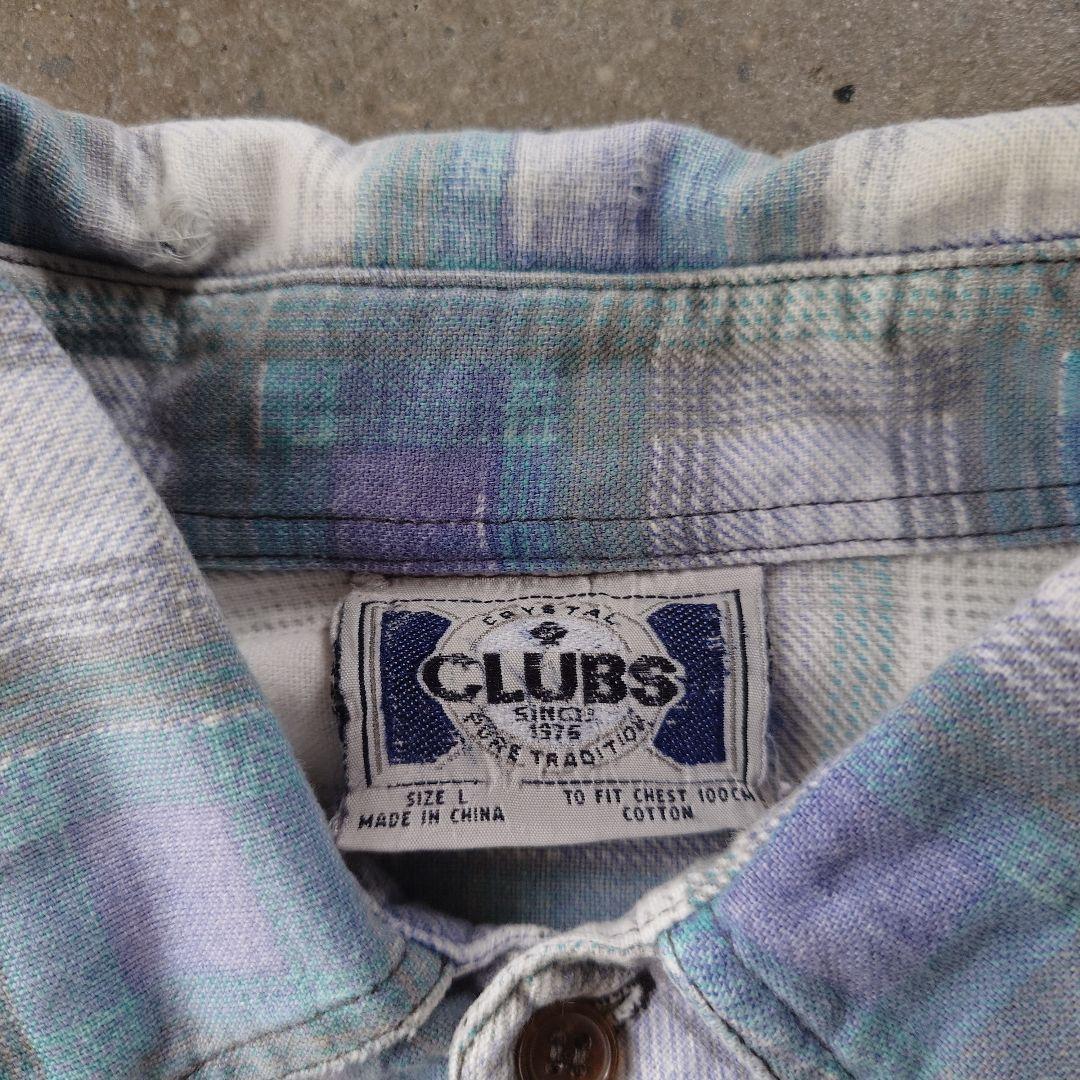 CRYSTAL
CLUBS
SINCE
1976
PURE TRADITION
SIZE L
MADE IN CHINA
TO FIT CHEST 100CM
COTTON